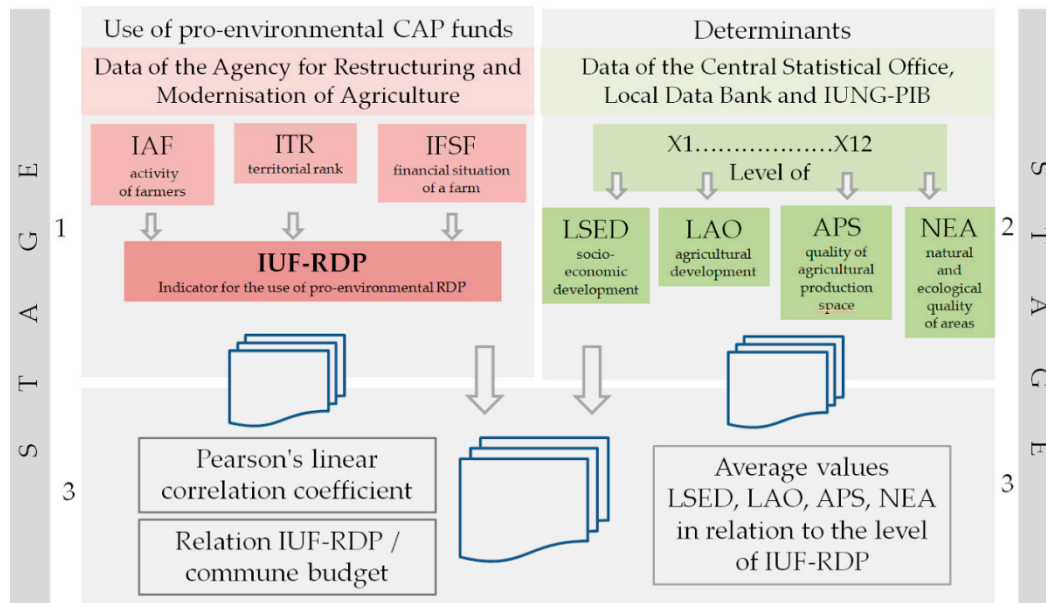 STAGE
1
3
Use of pro-environmental CAP funds
Data of the Agency for Restructuring and
Modernisation of Agriculture
IAF
activity
of farmers
ITR
territorial rank
IFSF
financial situation
of a farm
IUF-RDP
Indicator for the use of pro-environmental RDP
Determinants
Data of the Central Statistical Office,
Local Data Bank and IUNG-PIB
X1………………..X12
Level of
LSED
socio-
economic
development
LAO
agricultural
development
APS
quality of
agricultural
production
space
NEA
natural
and
ecological
quality
of areas
2
STAGE
Pearson's linear
correlation coefficient
Relation IUF-RDP /
commune budget
Average values
LSED, LAO, APS, NEA
in relation to the level
of IUF-RDP
3